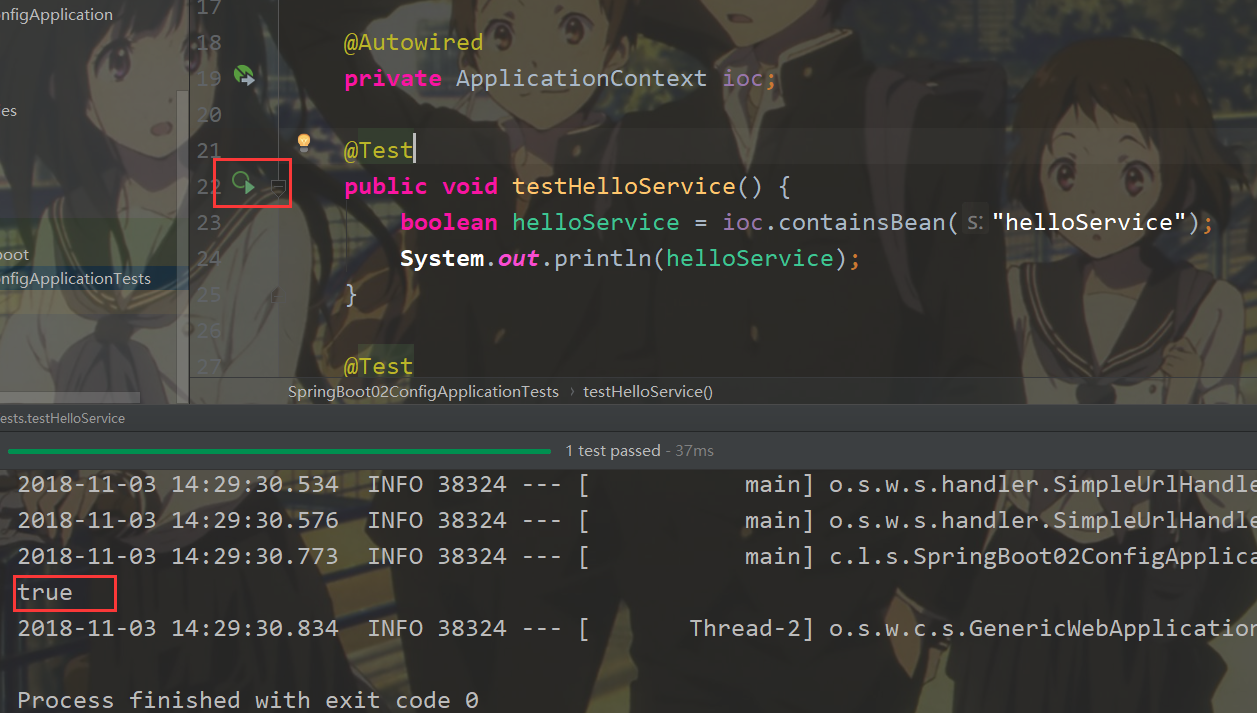 nfigApplication
es
boot
nfigApplicationTests
17
18 @Autowired
19 private ApplicationContext ioc;
20
21 @Test
22 public void testHelloService() {
23 boolean helloService = ioc.containsBean( s: "helloService");
24 System.out.println(helloService);
25 }
26
27 @Test
SpringBoot02ConfigApplicationTests › testHelloService()
ests.testHelloService
1 test passed - 37ms
2018-11-03 14:29:30.534  INFO 38324 --- [           main] o.s.w.s.handler.SimpleUrlHandle
2018-11-03 14:29:30.576  INFO 38324 --- [           main] o.s.w.s.handler.SimpleUrlHandle
2018-11-03 14:29:30.773  INFO 38324 --- [           main] c.l.s.SpringBoot02ConfigApplica
true
2018-11-03 14:29:30.834  INFO 38324 --- [       Thread-2] o.s.w.c.s.GenericWebApplication
Process finished with exit code 0